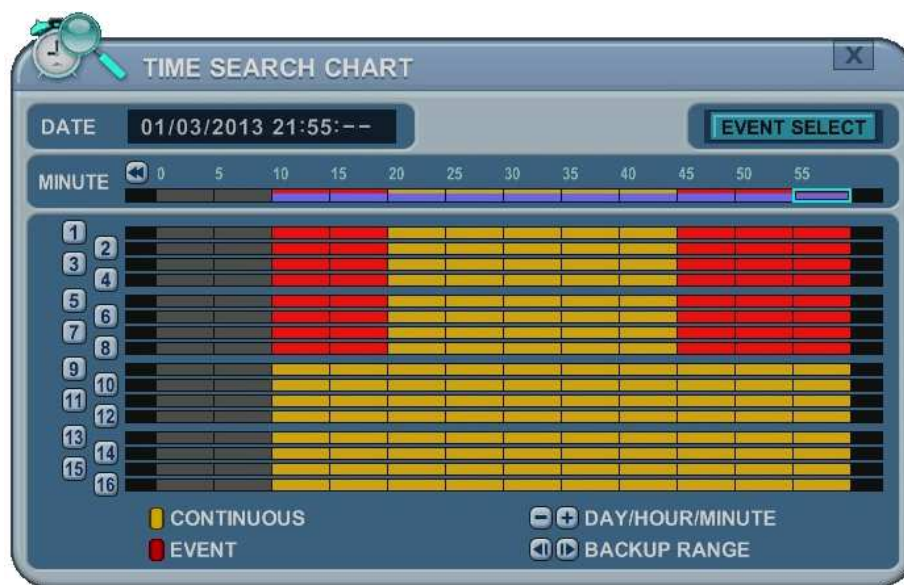 TIME SEARCH CHART
X
DATE 01/03/2013 21:55:-- EVENT SELECT
MINUTE 0 5 10 15 20 25 30 35 40 45 50 55
1
2
3
4
5
6
7
8
9
10
11
12
13
14
15
16
CONTINUOUS - + DAY/HOUR/MINUTE
EVENT BACKUP RANGE